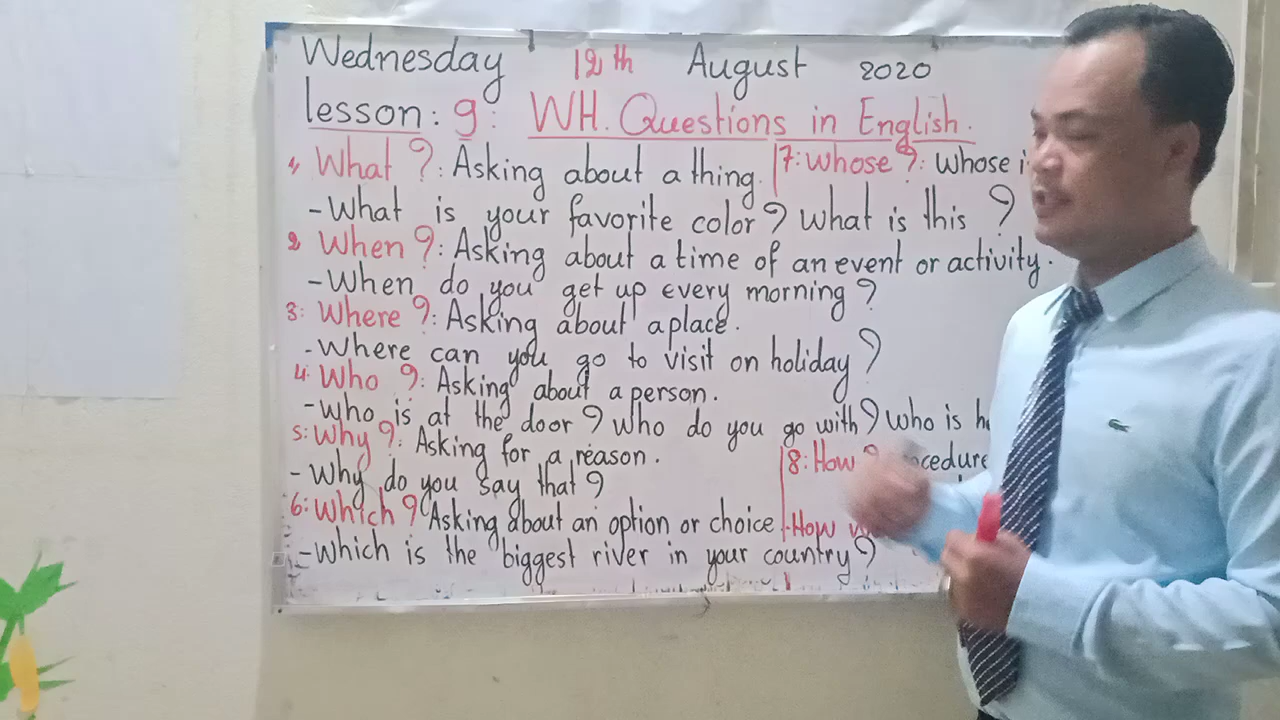 Wednesday 12th August 2020
lesson: 9: WH. Questions in English.
1, What ?: Asking about a thing. 7: Whose ?: Whose
- What is your favorite color? What is this ?
2 When ?: Asking about a time of an event or activity.
- When do you get up every morning ?
3: Where ?: Asking about a place.
- Where can you go to visit on holiday ?
4: Who ?: Asking about a person.
- Who is at the door ? Who do you go with ? Who is
5: Why ?: Asking for a reason.
8: How ?
- Why do you say that ?
6: Which ? Asking about an option or choice - How
- Which is the biggest river in your country ?